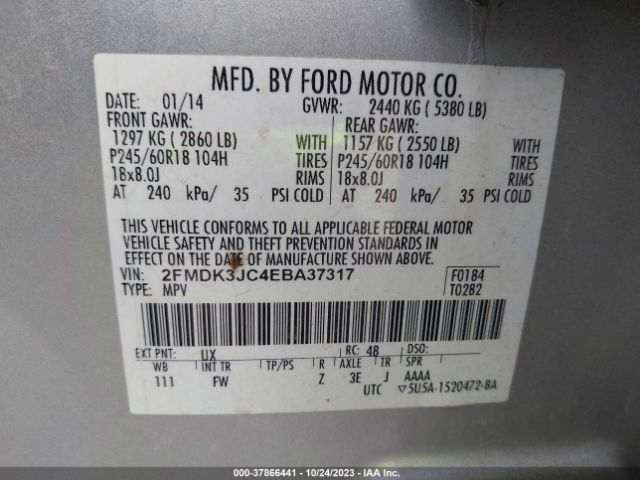 MFD. BY FORD MOTOR CO.
DATE: 01/14 GVWR: 2440 KG ( 5380 LB)
FRONT GAWR: REAR GAWR:
1297 KG ( 2860 LB) WITH 1157 KG ( 2550 LB) WITH
P245/60R18 104H TIRES P245/60R18 104H TIRES
18x8.0J RIMS 18x8.0J RIMS
AT 240 kPa/ 35 PSI COLD AT 240 kPa/ 35 PSI COLD
THIS VEHICLE CONFORMS TO ALL APPLICABLE FEDERAL MOTOR
VEHICLE SAFETY AND THEFT PREVENTION STANDARDS IN
EFFECT ON THE DATE OF MANUFACTURE SHOWN ABOVE.
VIN: 2FMDK3JC4EBA37317 F0184
TYPE: MPV T0282
EXT PNT: UX RC: 48 DSO:
WB INT TR TP/PS R AXLE TR SPR
111 FW Z 3E J AAAA
UTC ▽5U5A-1520472-BA
000-37866441 - 10/24/2023 - IAA Inc.